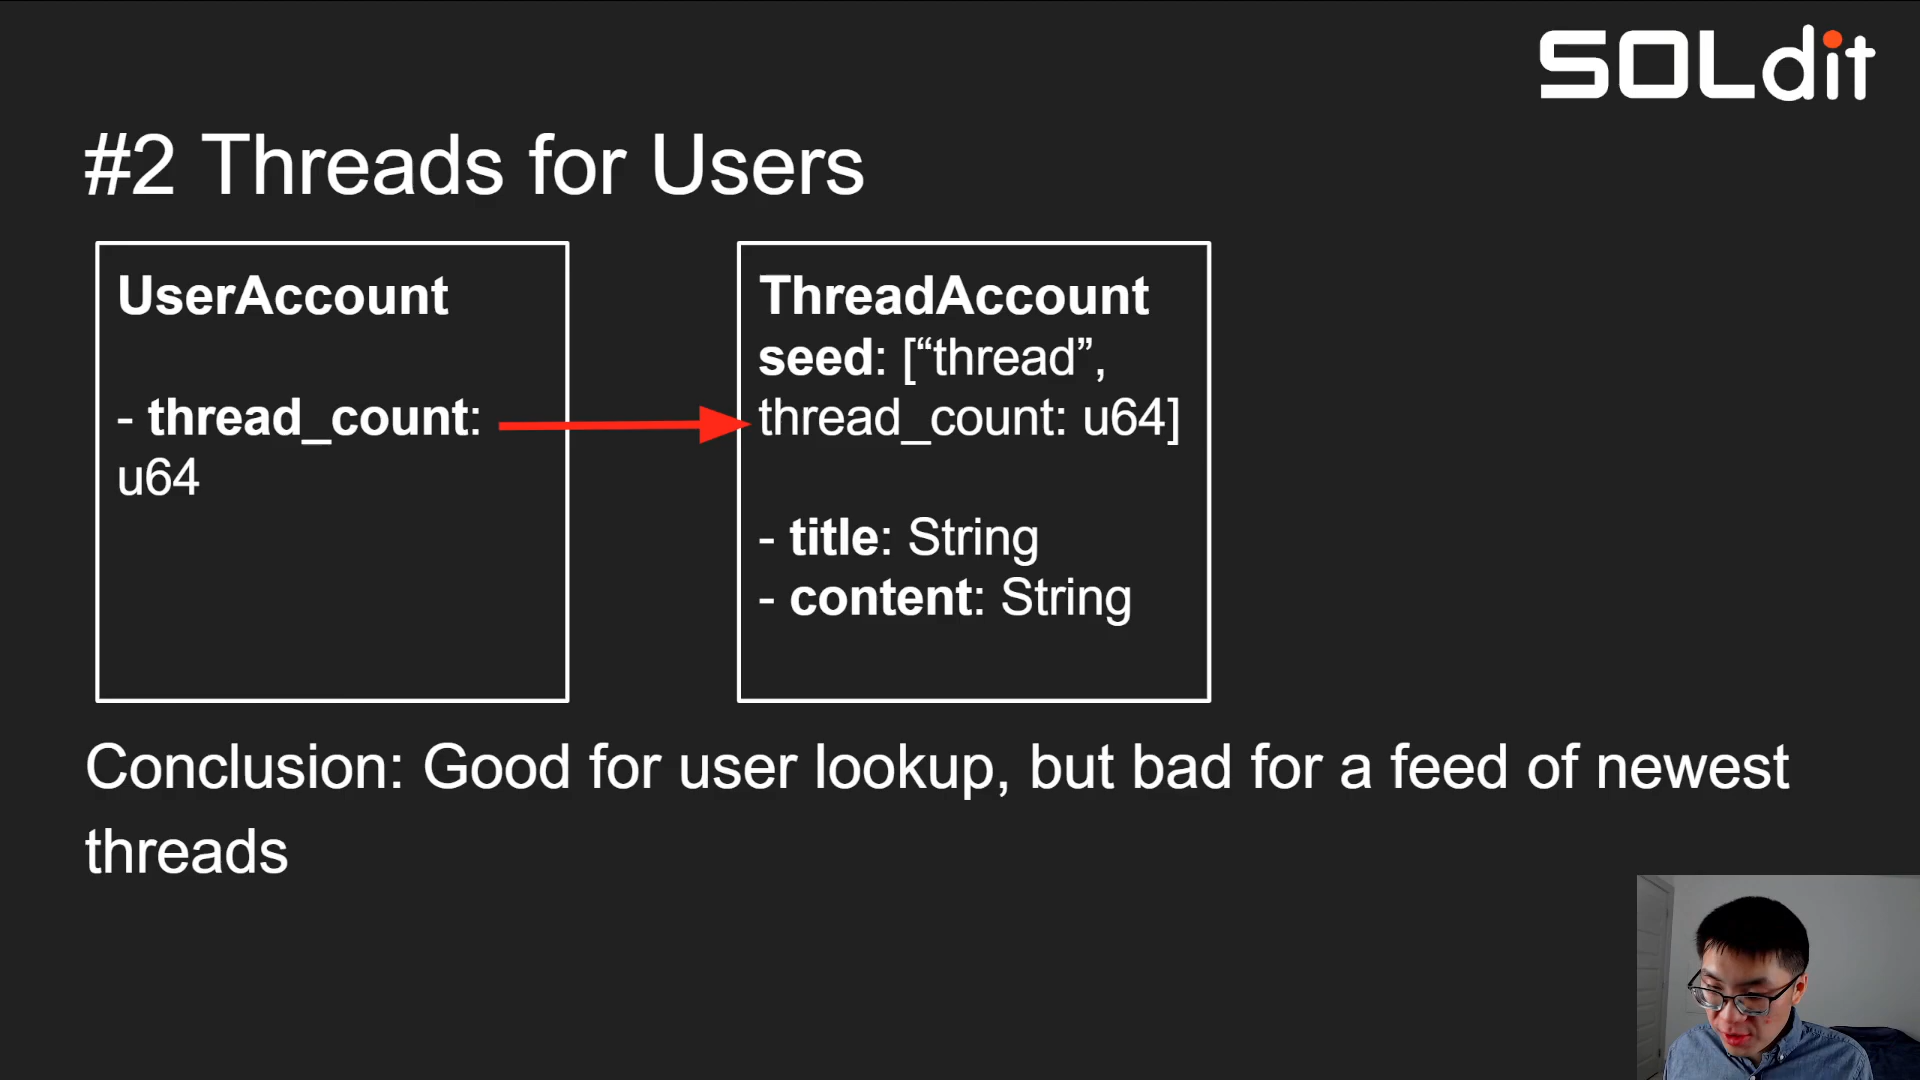 SOLdit
#2 Threads for Users
UserAccount
- thread_count:
u64
ThreadAccount
seed: [“thread”,
thread_count: u64]
- title: String
- content: String
Conclusion: Good for user lookup, but bad for a feed of newest
threads